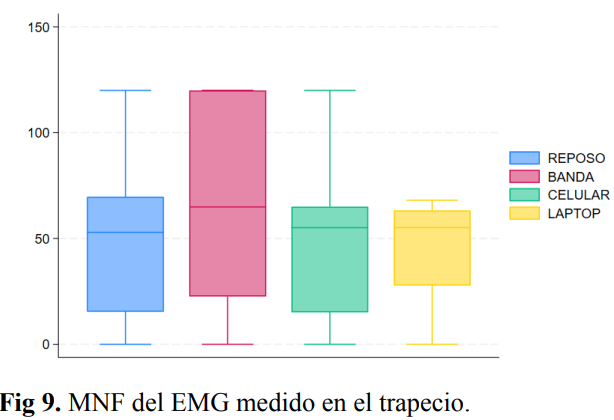 150
100
50
0
REPOSO
BANDA
CELULAR
LAPTOP
Fig 9. MNF del EMG medido en el trapecio.